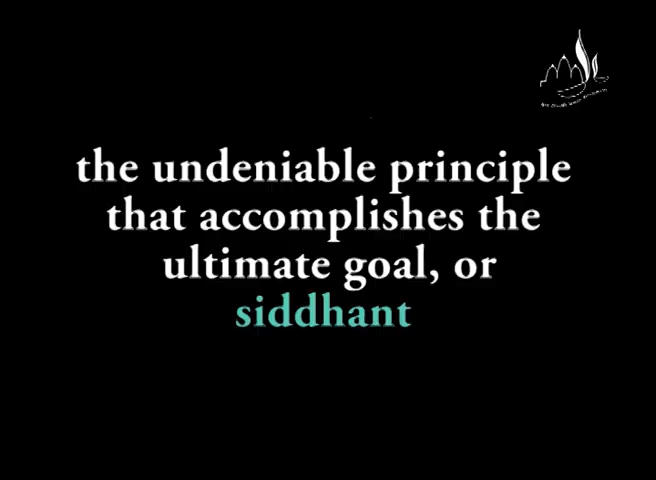 the undeniable principle
that accomplishes the
ultimate goal, or
siddhant